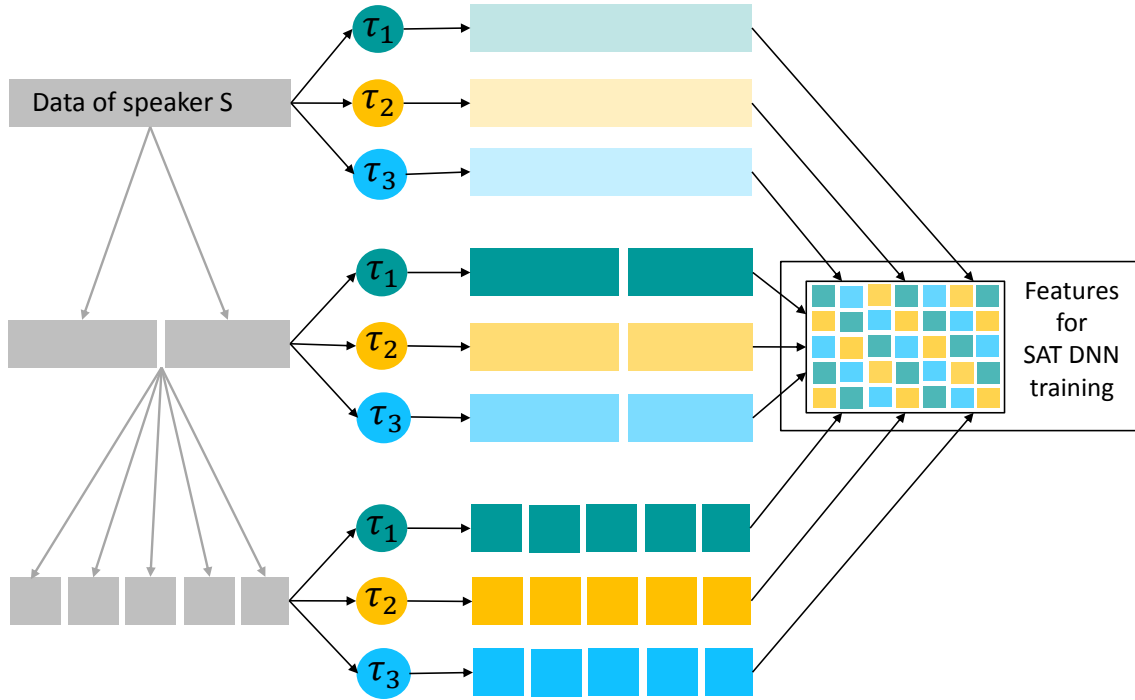 τ1
Data of speaker S
τ2
τ3
τ1
τ2
τ3
Features
for
SAT DNN
training
τ1
τ2
τ3